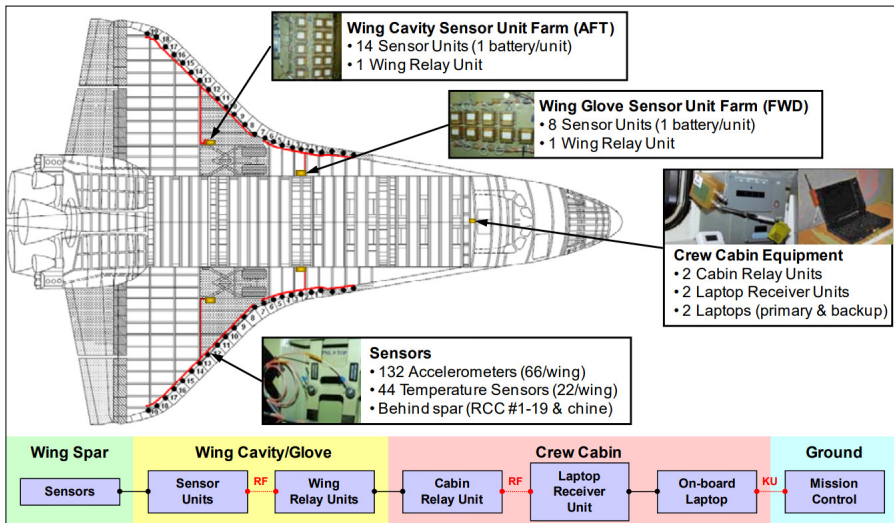 Wing Cavity Sensor Unit Farm (AFT)
• 14 Sensor Units (1 battery/unit)
• 1 Wing Relay Unit
Wing Glove Sensor Unit Farm (FWD)
• 8 Sensor Units (1 battery/unit)
• 1 Wing Relay Unit
Crew Cabin Equipment
• 2 Cabin Relay Units
• 2 Laptop Receiver Units
• 2 Laptops (primary & backup)
PNL 9 TOP
Sensors
• 132 Accelerometers (66/wing)
• 44 Temperature Sensors (22/wing)
• Behind spar (RCC #1-19 & chine)
Wing Spar
Wing Cavity/Glove
Crew Cabin
Ground
Sensors
Sensor
Units
RF
Wing
Relay Units
Cabin
Relay Unit
RF
Laptop
Receiver
Unit
On-board
Laptop
KU
Mission
Control